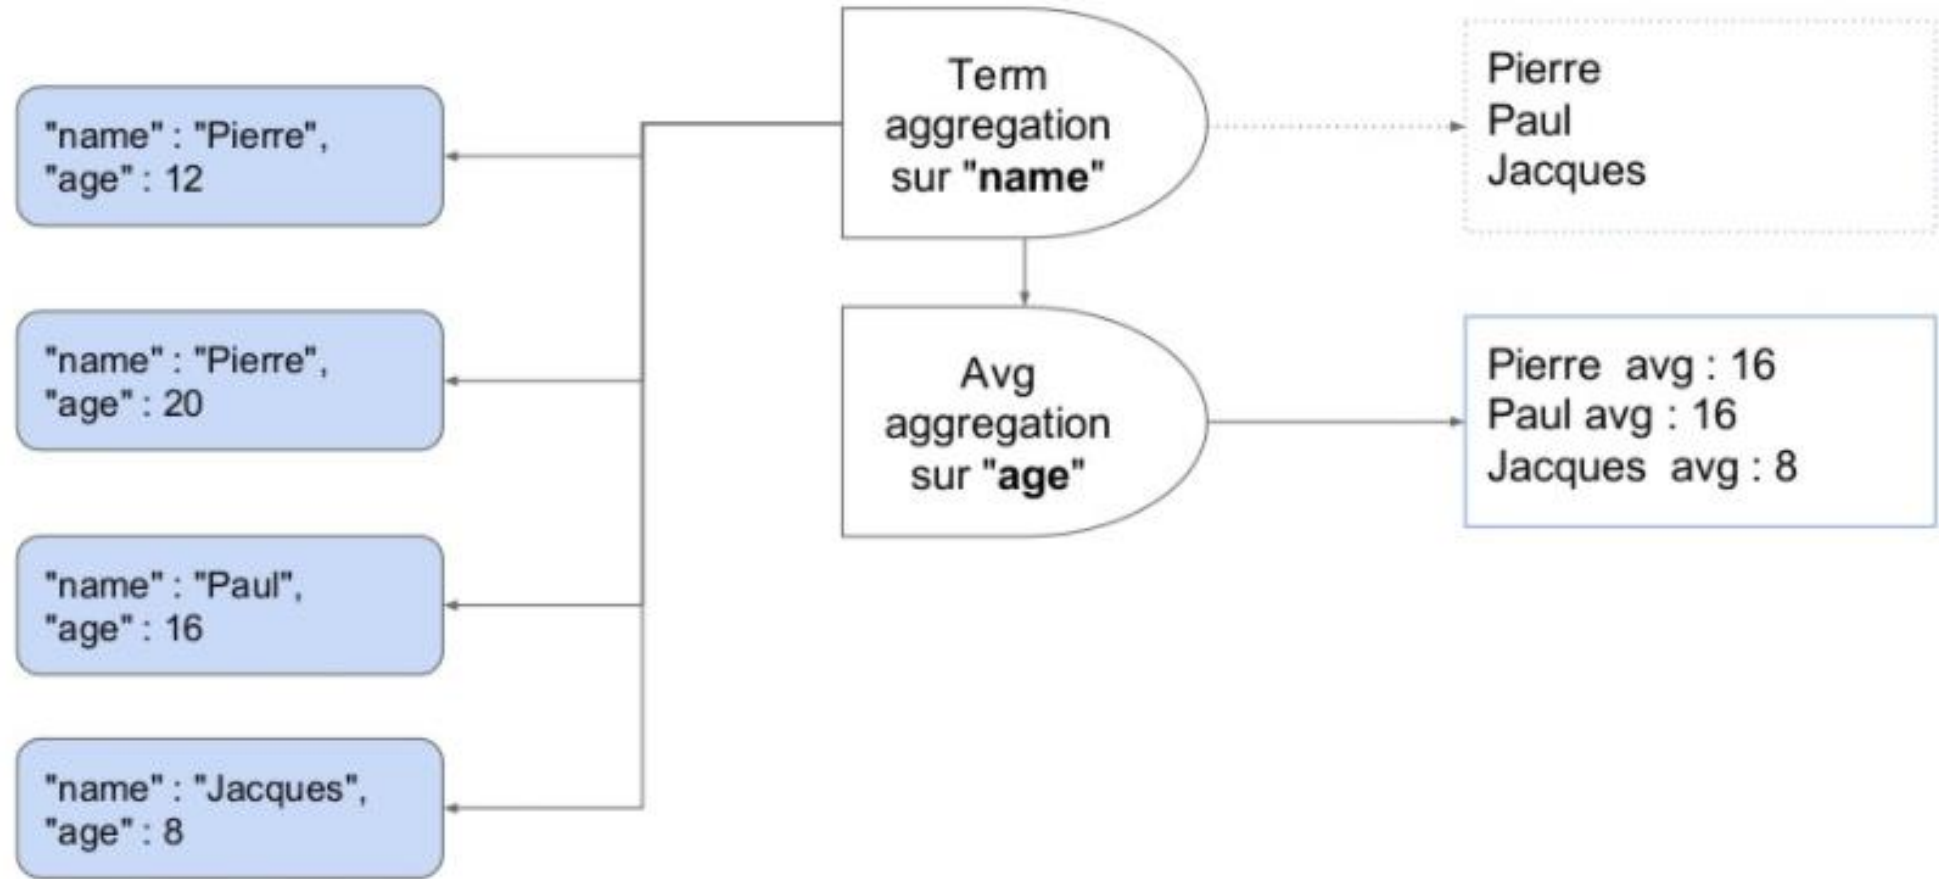 "name" : "Pierre",
"age" : 12
"name" : "Pierre",
"age" : 20
"name" : "Paul",
"age" : 16
"name" : "Jacques",
"age" : 8
Term
aggregation
sur "name"
Avg
aggregation
sur "age"
Pierre
Paul
Jacques
Pierre avg : 16
Paul avg : 16
Jacques avg : 8